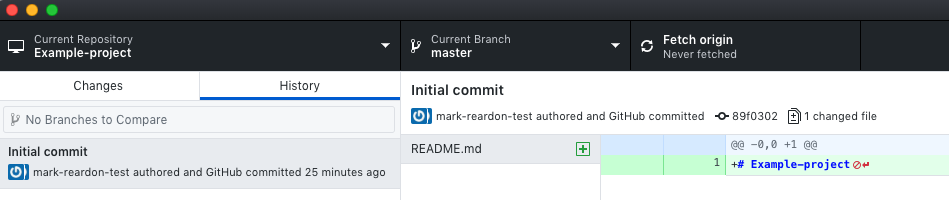 Current Repository
Example-project
Current Branch
master
Fetch origin
Never fetched
Changes
History
No Branches to Compare
Initial commit
mark-reardon-test authored and GitHub committed 25 minutes ago
Initial commit
mark-reardon-test authored and GitHub committed 89f0302 1 changed file
README.md
@@ -0,0 +1 @@
1 +# Example-project